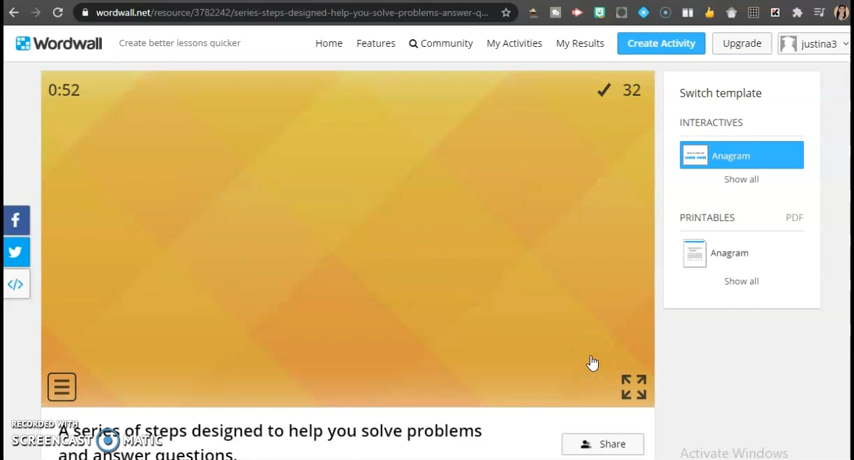 wordwall.net/resource/3782242/series-steps-designed-help-you-solve-problems-answer-q...
Wordwall
Create better lessons quicker
Home
Features
Community
My Activities
My Results
Create Activity
Upgrade
justina3
0:52
32
Switch template
INTERACTIVES
Anagram
Show all
PRINTABLES
PDF
Anagram
Show all
A series of steps designed to help you solve problems
and answer questions.
Share
RECORDED WITH
SCREENCAST MATIC
Activate Windows